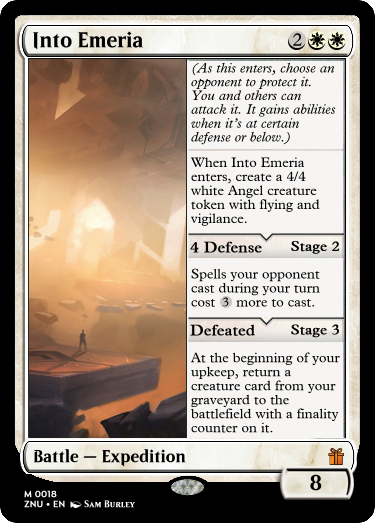 Into Emeria 2
(As this enters, choose an
opponent to protect it.
You and others can
attack it. It gains abilities
when it's at certain
defense or below.)
When Into Emeria
enters, create a 4/4
white Angel creature
token with flying and
vigilance.
4 Defense Stage 2
Spells your opponent
cast during your turn
cost 3 more to cast.
Defeated Stage 3
At the beginning of your
upkeep, return a
creature card from your
graveyard to the
battlefield with a finality
counter on it.
Battle — Expedition
8
M 0018
ZNU • EN Sam Burley